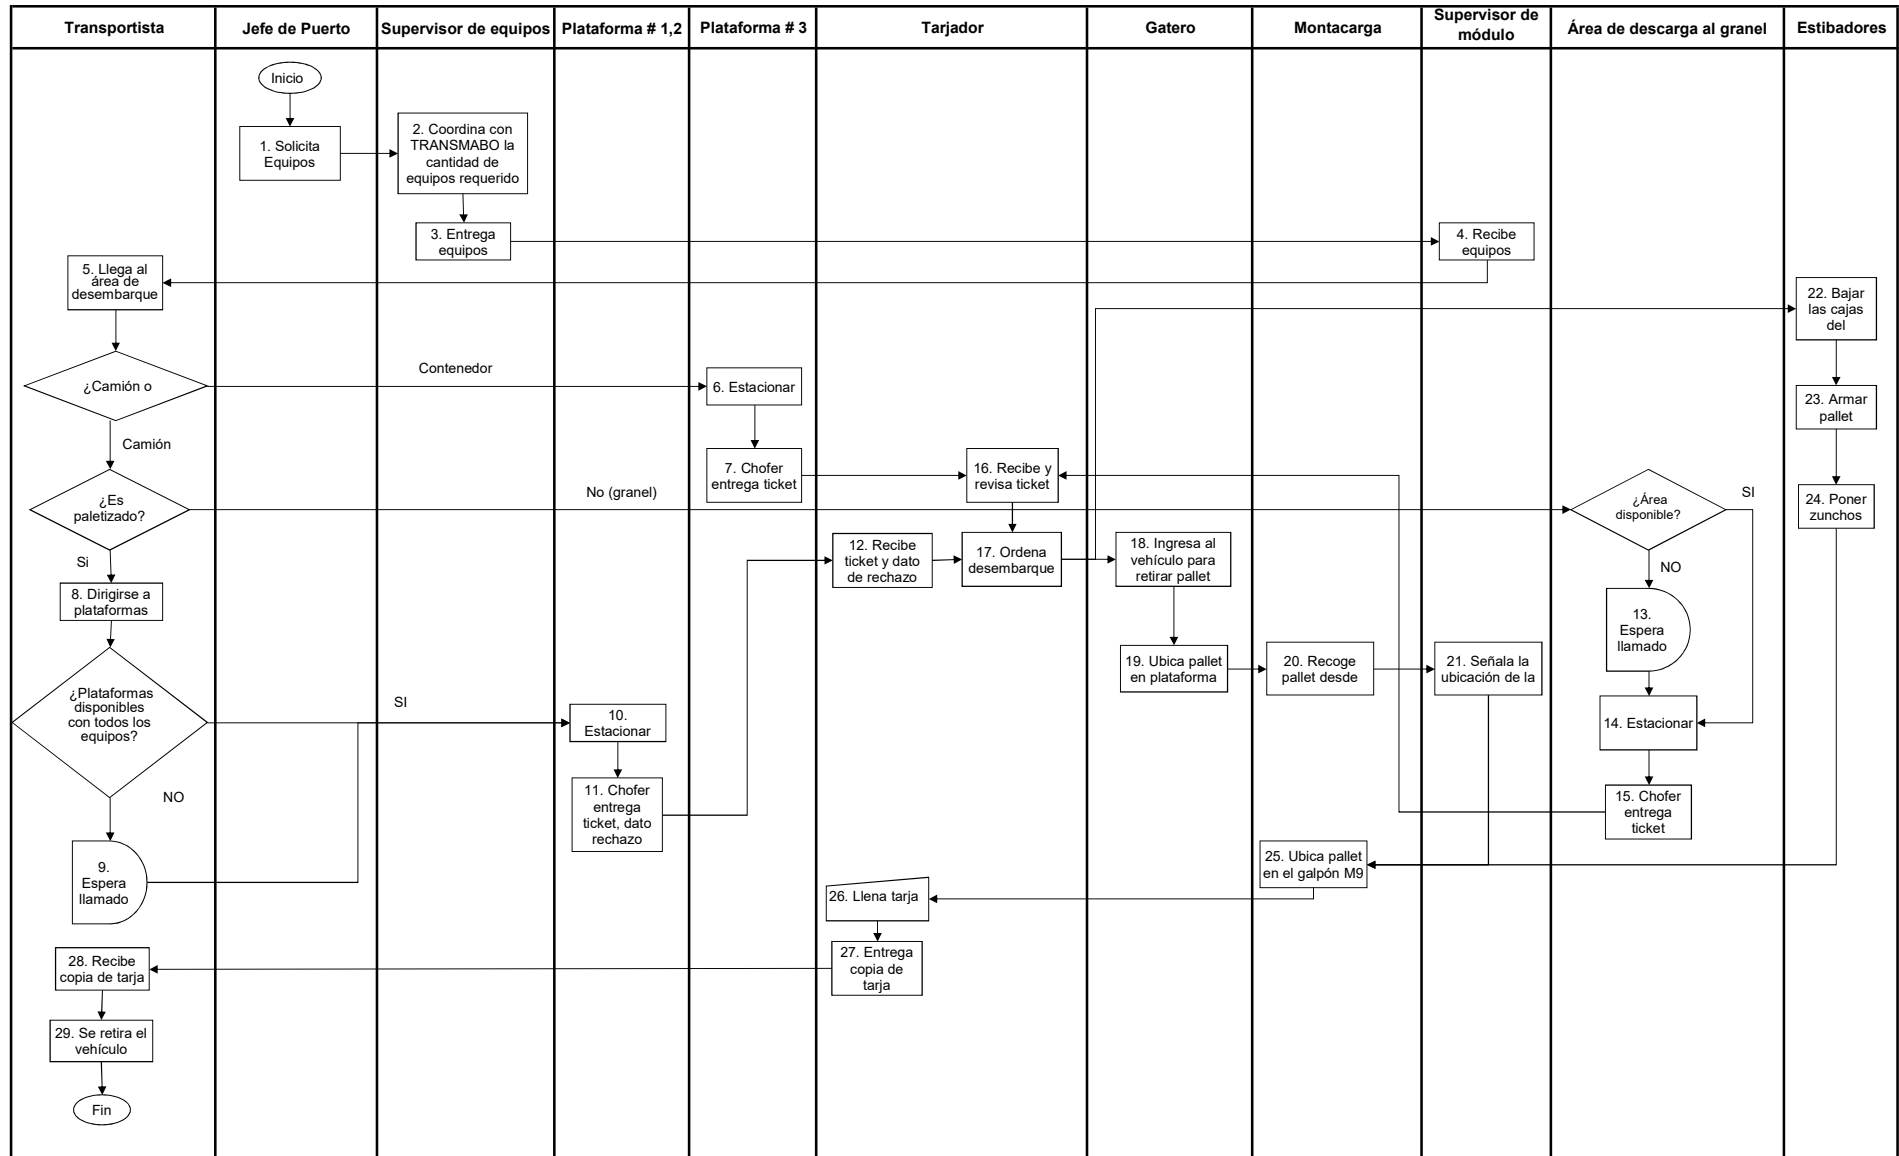 Transportista
Jefe de Puerto
Supervisor de equipos
Plataforma # 1,2
Plataforma # 3
Tarjador
Gatero
Montacarga
Supervisor de
módulo
Área de descarga al granel
Estibadores
Inicio
1. Solicita
Equipos
2. Coordina con
TRANSMABO la
cantidad de
equipos requerido
3. Entrega
equipos
4. Recibe
equipos
5. Llega al
área de
desembarque
22. Bajar
las cajas
del
¿Camión o
Contenedor
6. Estacionar
23. Armar
pallet
Camión
7. Chofer
entrega ticket
16. Recibe y
revisa ticket
¿Es
paletizado?
No (granel)
¿Área
disponible?
SI
24. Poner
zunchos
Si
12. Recibe
ticket y dato
de rechazo
17. Ordena
desembarque
18. Ingresa al
vehículo para
retirar pallet
NO
8. Dirigirse a
plataformas
13.
Espera
llamado
19. Ubica pallet
en plataforma
20. Recoge
pallet desde
21. Señala la
ubicación de la
¿Plataformas
disponibles
con todos los
equipos?
SI
10.
Estacionar
14. Estacionar
NO
11. Chofer
entrega
ticket, dato
rechazo
15. Chofer
entrega
ticket
9.
Espera
llamado
25. Ubica pallet
en el galpón M9
26. Llena tarja
28. Recibe
copia de tarja
27. Entrega
copia de
tarja
29. Se retira el
vehículo
Fin